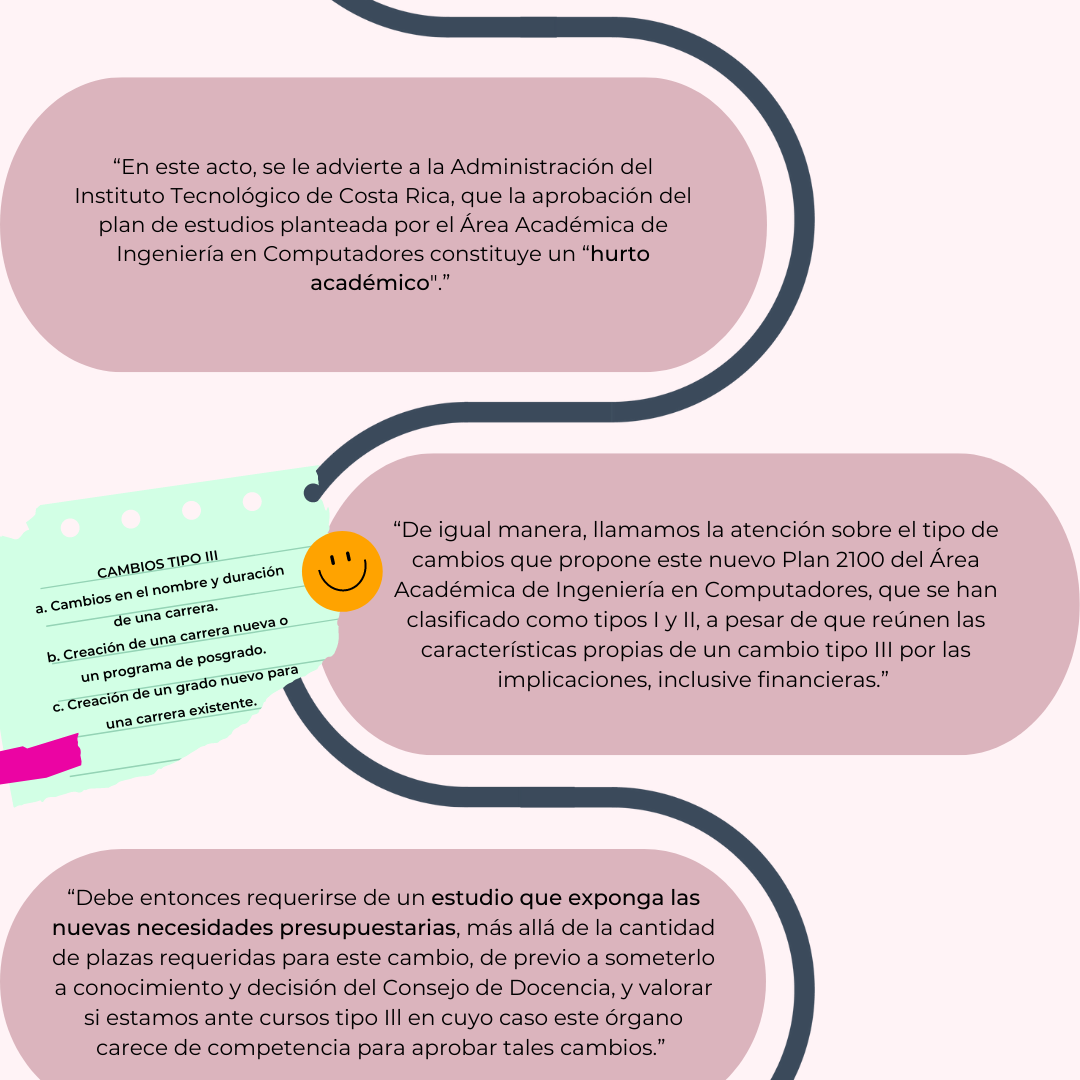 “En este acto, se le advierte a la Administración del
Instituto Tecnológico de Costa Rica, que la aprobación del
plan de estudios planteada por el Área Académica de
Ingeniería en Computadores constituye un “hurto
académico".”
CAMBIOS TIPO III
a. Cambios en el nombre y duración
de una carrera.
b. Creación de una carrera nueva o
un programa de posgrado.
c. Creación de un grado nuevo para
una carrera existente.
“De igual manera, llamamos la atención sobre el tipo de
cambios que propone este nuevo Plan 2100 del Área
Académica de Ingeniería en Computadores, que se han
clasificado como tipos I y II, a pesar de que reúnen las
características propias de un cambio tipo III por las
implicaciones, inclusive financieras.”
“Debe entonces requerirse de un estudio que exponga las
nuevas necesidades presupuestarias, más allá de la cantidad
de plazas requeridas para este cambio, de previo a someterlo
a conocimiento y decisión del Consejo de Docencia, y valorar
si estamos ante cursos tipo III en cuyo caso este órgano
carece de competencia para aprobar tales cambios.”